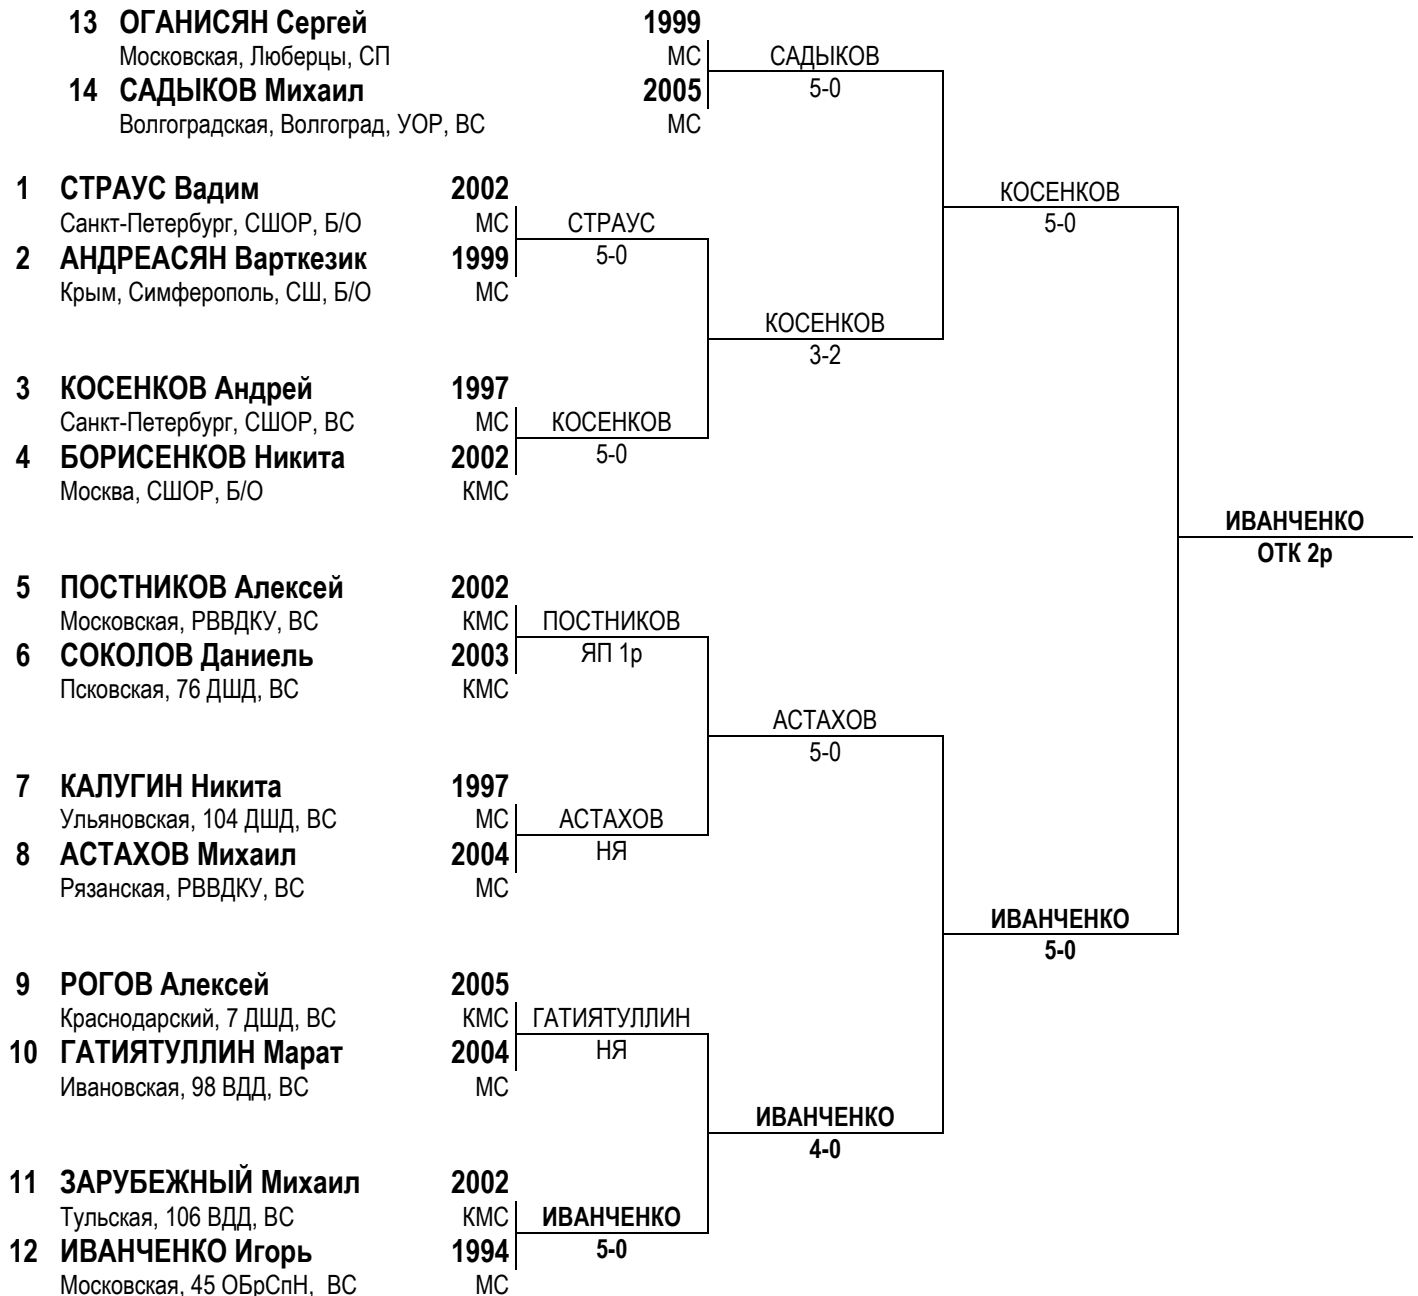 13 ОГАНИСЯН Сергей 1999
Московская, Люберцы, СП МС САДЫКОВ
14 САДЫКОВ Михаил 2005 5-0
Волгоградская, Волгоград, УОР, ВС МС
1 СТРАУС Вадим 2002 КОСЕНКОВ
Санкт-Петербург, СШОР, Б/О МС СТРАУС 5-0
2 АНДРЕАСЯН Варткезик 1999 5-0
Крым, Симферополь, СШ, Б/О МС
КОСЕНКОВ
3-2
3 КОСЕНКОВ Андрей 1997
Санкт-Петербург, СШОР, ВС МС КОСЕНКОВ
4 БОРИСЕНКОВ Никита 2002 5-0
Москва, СШОР, Б/О КМС
ИВАНЧЕНКО
ОТК 2р
5 ПОСТНИКОВ Алексей 2002
Московская, РВВДКУ, ВС КМС ПОСТНИКОВ
6 СОКОЛОВ Даниель 2003 ЯП 1р
Псковская, 76 ДШД, ВС КМС
АСТАХОВ
5-0
7 КАЛУГИН Никита 1997
Ульяновская, 104 ДШД, ВС МС АСТАХОВ
8 АСТАХОВ Михаил 2004 НЯ
Рязанская, РВВДКУ, ВС МС
ИВАНЧЕНКО
5-0
9 РОГОВ Алексей 2005
Краснодарский, 7 ДШД, ВС КМС ГАТИЯТУЛЛИН
10 ГАТИЯТУЛЛИН Марат 2004 НЯ
Ивановская, 98 ВДД, ВС МС
ИВАНЧЕНКО
4-0
11 ЗАРУБЕЖНЫЙ Михаил 2002
Тульская, 106 ВДД, ВС КМС ИВАНЧЕНКО
12 ИВАНЧЕНКО Игорь 1994 5-0
Московская, 45 ОБрСпН, ВС МС